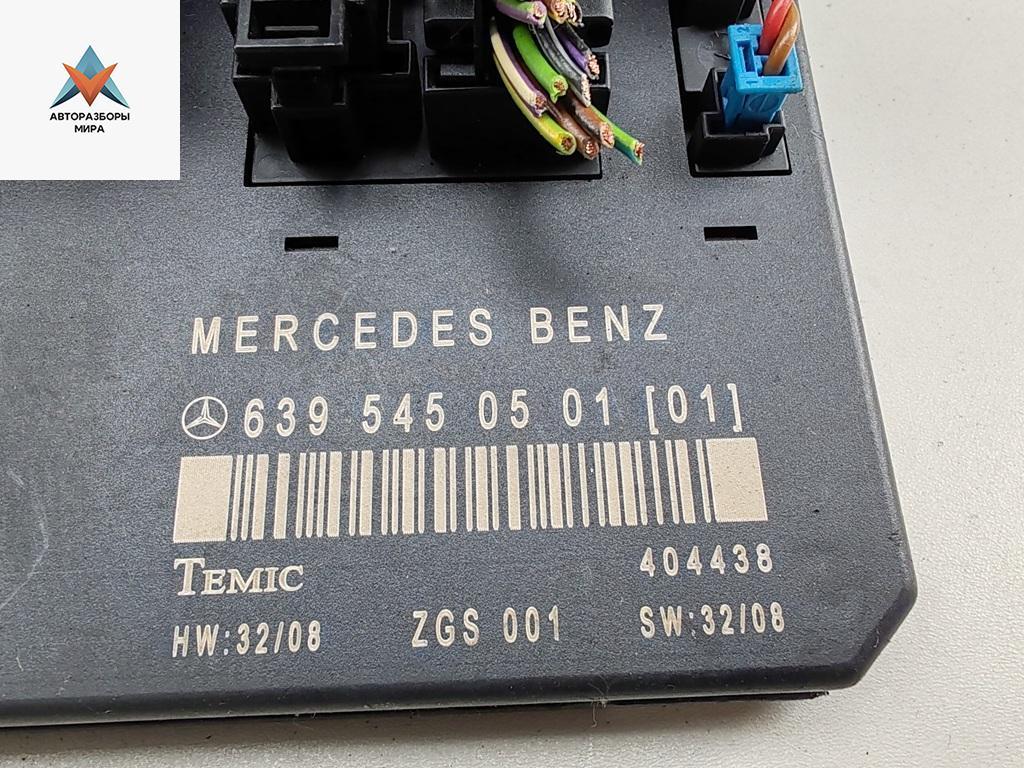 АВТОРАЗБОРЫ
МИРА
MERCEDES BENZ
639 545 05 01 [01]
TEMIC 404438
HW:32/08 ZGS 001 SW:32/08